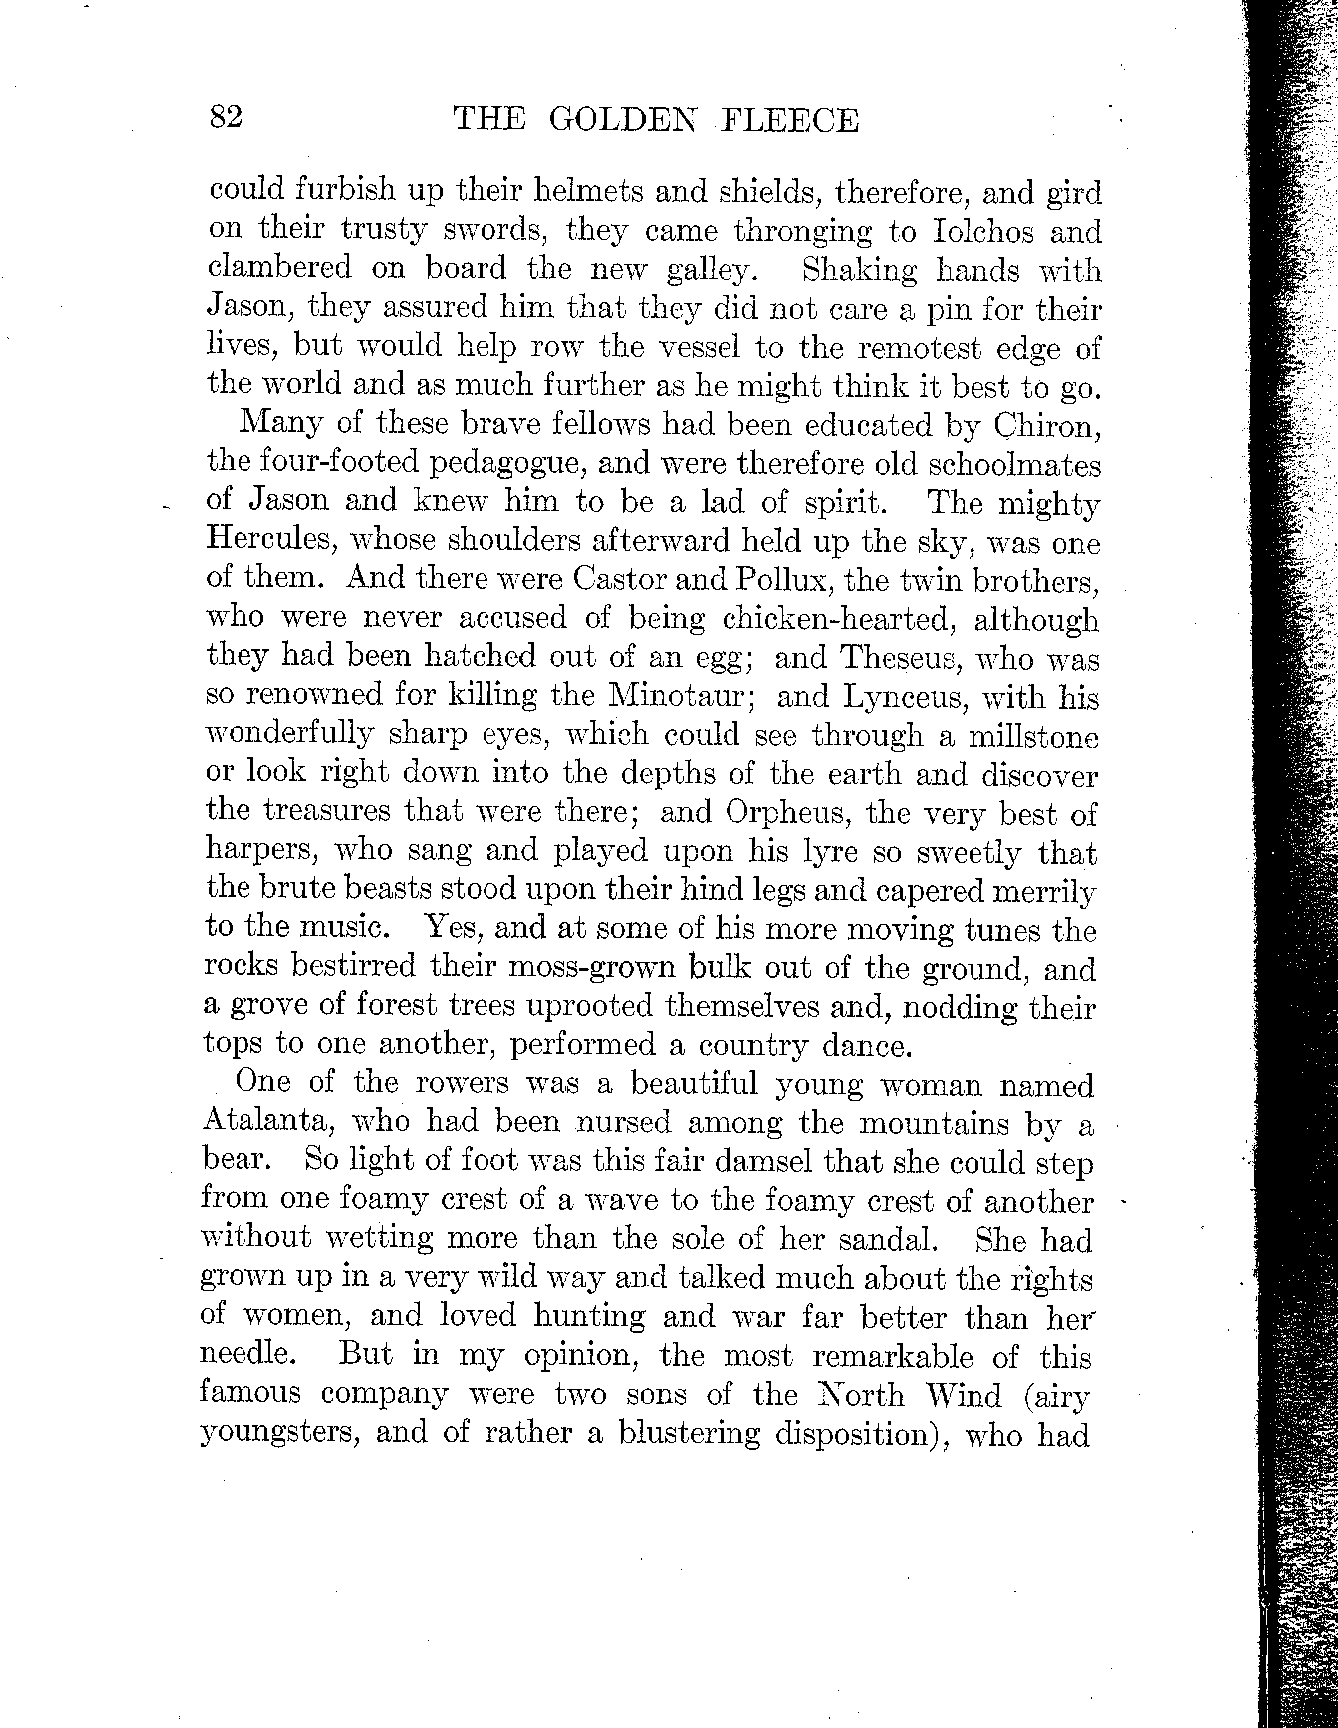 82 THE GOLDEN FLEECE
could furbish up their helmets and shields, therefore, and gird
on their trusty swords, they came thronging to Iolchos and
clambered on board the new galley. Shaking hands with
Jason, they assured him that they did not care a pin for their
lives, but would help row the vessel to the remotest edge of
the world and as much further as he might think it best to go.
Many of these brave fellows had been educated by Chiron,
the four-footed pedagogue, and were therefore old schoolmates
of Jason and knew him to be a lad of spirit. The mighty
Hercules, whose shoulders afterward held up the sky, was one
of them. And there were Castor and Pollux, the twin brothers,
who were never accused of being chicken-hearted, although
they had been hatched out of an egg; and Theseus, who was
so renowned for killing the Minotaur; and Lynceus, with his
wonderfully sharp eyes, which could see through a millstone
or look right down into the depths of the earth and discover
the treasures that were there; and Orpheus, the very best of
harpers, who sang and played upon his lyre so sweetly that
the brute beasts stood upon their hind legs and capered merrily
to the music. Yes, and at some of his more moving tunes the
rocks bestirred their moss-grown bulk out of the ground, and
a grove of forest trees uprooted themselves and, nodding their
tops to one another, performed a country dance.
One of the rowers was a beautiful young woman named
Atalanta, who had been nursed among the mountains by a
bear. So light of foot was this fair damsel that she could step
from one foamy crest of a wave to the foamy crest of another
without wetting more than the sole of her sandal. She had
grown up in a very wild way and talked much about the rights
of women, and loved hunting and war far better than her
needle. But in my opinion, the most remarkable of this
famous company were two sons of the North Wind (airy
youngsters, and of rather a blustering disposition), who had